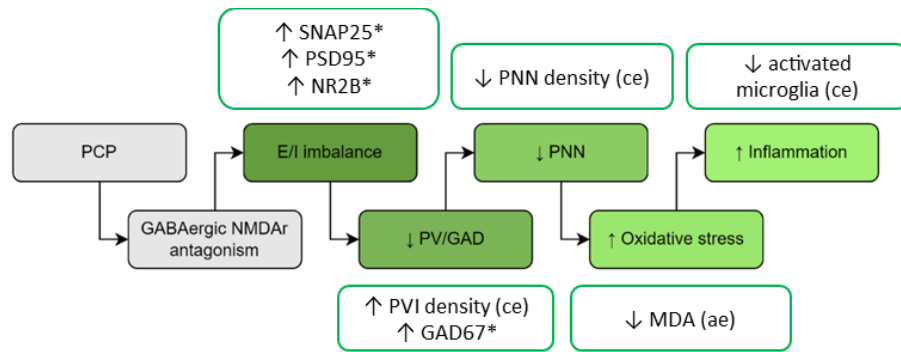 ↑ SNAP25*
↑ PSD95*
↑ NR2B*
↓ PNN density (ce)
↓ activated
microglia (ce)
PCP
E/I imbalance
↓ PNN
↑ Inflammation
GABAergic NMDAr
antagonism
↓ PV/GAD
↑ Oxidative stress
↑ PVI density (ce)
↑ GAD67*
↓ MDA (ae)